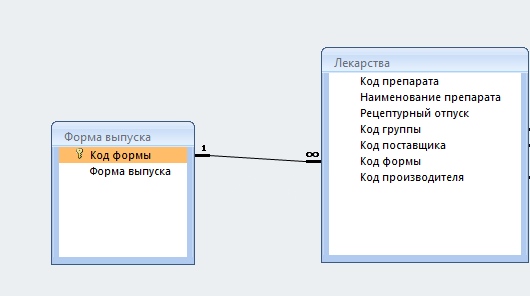 Лекарства
Код препарата
Наименование препарата
Рецептурный отпуск
Код группы
Код поставщика
Код формы
Код производителя
Форма выпуска
Код формы
Форма выпуска
1
∞